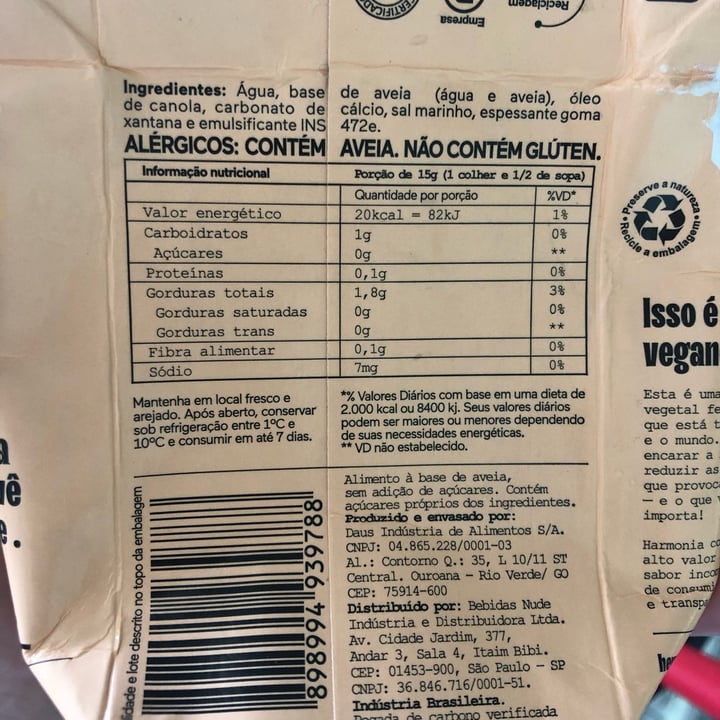 CERTIFICADO
Empresa
Reciclagem
Ingredientes: Água, base de aveia (água e aveia), óleo
de canola, carbonato de cálcio, sal marinho, espessante goma
xantana e emulsificante INS 472e.
ALÉRGICOS: CONTÉM AVEIA. NÃO CONTÉM GLÚTEN.
Informação nutricional Porção de 15g (1 colher e 1/2 de sopa)
Quantidade por porção %VD*
Valor energético 20kcal = 82kJ 1%
Carboidratos 1g 0%
Açúcares 0g **
Proteínas 0,1g 0%
Gorduras totais 1,8g 3%
Gorduras saturadas 0g 0%
Gorduras trans 0g **
Fibra alimentar 0,1g 0%
Sódio 7mg 0%
Mantenha em local fresco e
arejado. Após aberto, conservar
sob refrigeração entre 1ºC e
10ºC e consumir em até 7 dias.
*% Valores Diários com base em uma dieta de
2.000 kcal ou 8400 kj. Seus valores diários
podem ser maiores ou menores dependendo
de suas necessidades energéticas.
** VD não estabelecido.
Alimento à base de aveia,
sem adição de açúcares. Contém
açúcares próprios dos ingredientes.
Produzido e envasado por:
Daus Indústria de Alimentos S/A.
CNPJ: 04.865.228/0001-03
Al.: Contorno Q.: 35, L 10/11 ST
Central. Ouroana - Rio Verde/ GO
CEP: 75914-600
Distribuído por: Bebidas Nude
Indústria e Distribuidora Ltda.
Av. Cidade Jardim, 377,
Andar 3, Sala 4, Itaim Bibi.
CEP: 01453-900, São Paulo - SP
CNPJ: 36.846.716/0001-51.
Indústria Brasileira.
Pegada de carbono verificada
idade e lote descrito no topo da embalagem
898994 939788
Preserve a natureza
Recicle a embalagem
Isso é
vegan
Esta é uma
vegetal fe
que está t
e o mundo.
encarar a
reduzir as
que provoc
— e o que
importa!
Harmonia co
alto valor
sabor inco
de consumi
e transpa
a
uê
e.